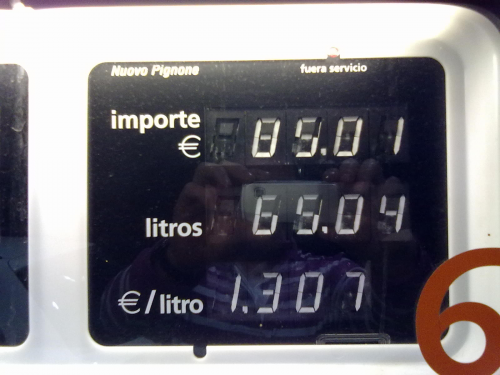 Nuovo Pignone fuera servicio
importe
€ 85.01
litros 65.04
€/litro 1.307
6